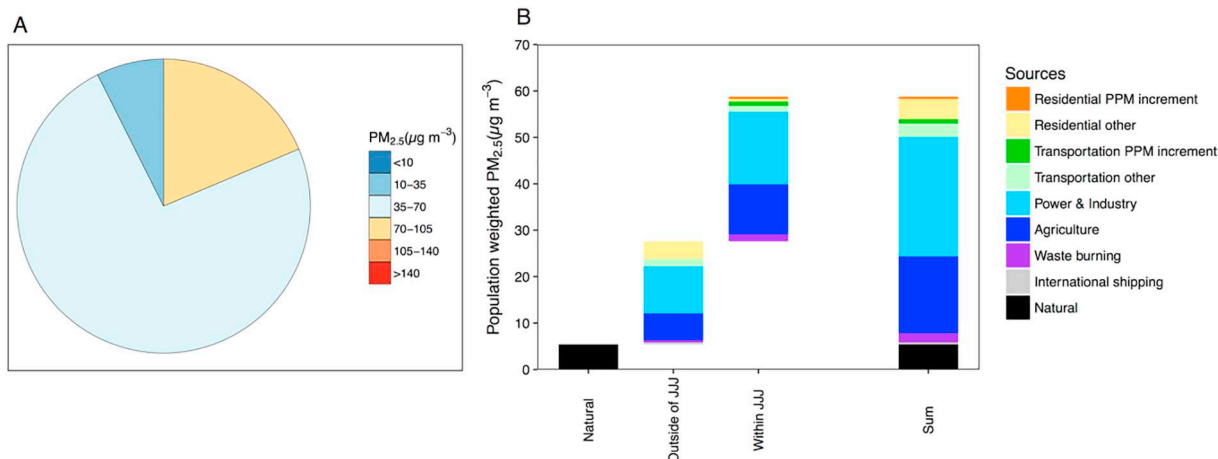 A
PM2.5(µg m−3)
<10
10−35
35−70
70−105
105−140
>140
B
Population weighted PM2.5(µg m−3)
70
60
50
40
30
20
10
0
Natural
Outside of JJJ
Within JJJ
Sum
Sources
Residential PPM increment
Residential other
Transportation PPM increment
Transportation other
Power & Industry
Agriculture
Waste burning
International shipping
Natural